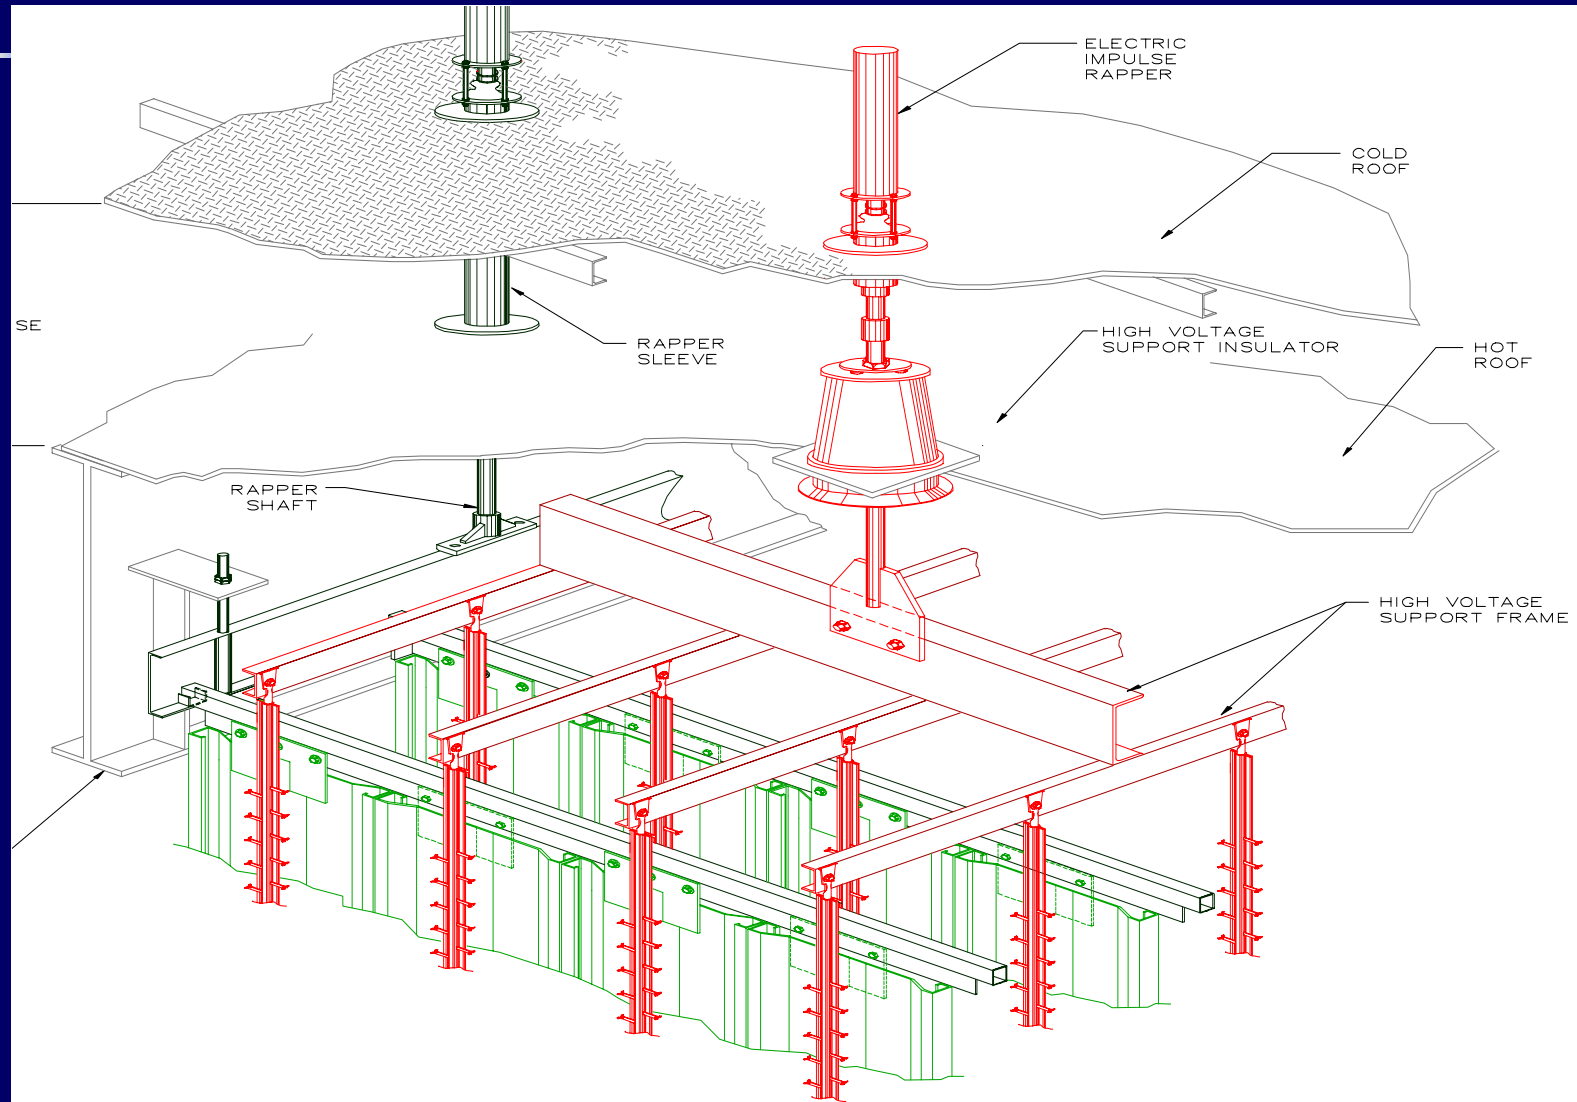 ELECTRIC
IMPULSE
RAPPER
COLD
ROOF
SE
RAPPER
SLEEVE
HIGH VOLTAGE
SUPPORT INSULATOR
HOT
ROOF
RAPPER
SHAFT
HIGH VOLTAGE
SUPPORT FRAME